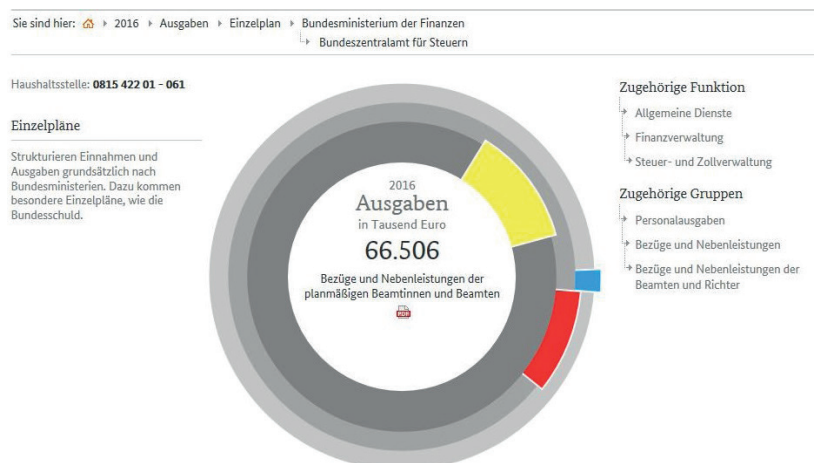 Sie sind hier: 2016 Ausgaben Einzelplan Bundesministerium der Finanzen
Bundeszentralamt für Steuern
Haushaltsstelle: 0815 422 01 - 061
Einzelpläne
Strukturieren Einnahmen und
Ausgaben grundsätzlich nach
Bundesministerien. Dazu kommen
besondere Einzelpläne, wie die
Bundesschuld.
2016
Ausgaben
in Tausend Euro
66.506
Bezüge und Nebenleistungen der
planmäßigen Beamtinnen und Beamten
PDF
Zugehörige Funktion
Allgemeine Dienste
Finanzverwaltung
Steuer- und Zollverwaltung
Zugehörige Gruppen
Personalausgaben
Bezüge und Nebenleistungen
Bezüge und Nebenleistungen der
Beamten und Richter